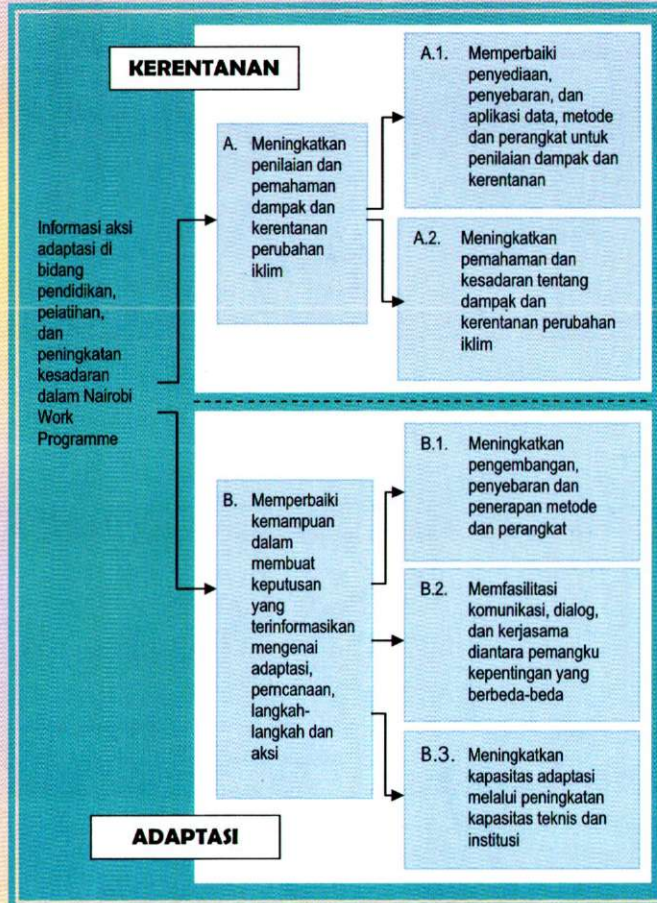 KERENTANAN
Informasi aksi
adaptasi di
bidang
pendidikan,
pelatihan,
dan
peningkatan
kesadaran
dalam Nairobi
Work
Programme
A. Meningkatkan
penilaian dan
pemahaman
dampak dan
kerentanan
perubahan
iklim
A.1. Memperbaiki
penyediaan,
penyebaran, dan
aplikasi data, metode
dan perangkat untuk
penilaian dampak dan
kerentanan
A.2. Meningkatkan
pemahaman dan
kesadaran tentang
dampak dan
kerentanan perubahan
iklim
B. Memperbaiki
kemampuan
dalam
membuat
keputusan
yang
terinformasikan
mengenai
adaptasi,
perncanaan,
langkah-
langkah dan
aksi
B.1. Meningkatkan
pengembangan,
penyebaran dan
penerapan metode
dan perangkat
B.2. Memfasilitasi
komunikasi, dialog,
dan kerjasama
diantara pemangku
kepentingan yang
berbeda-beda
B.3. Meningkatkan
kapasitas adaptasi
melalui peningkatan
kapasitas teknis dan
institusi
ADAPTASI